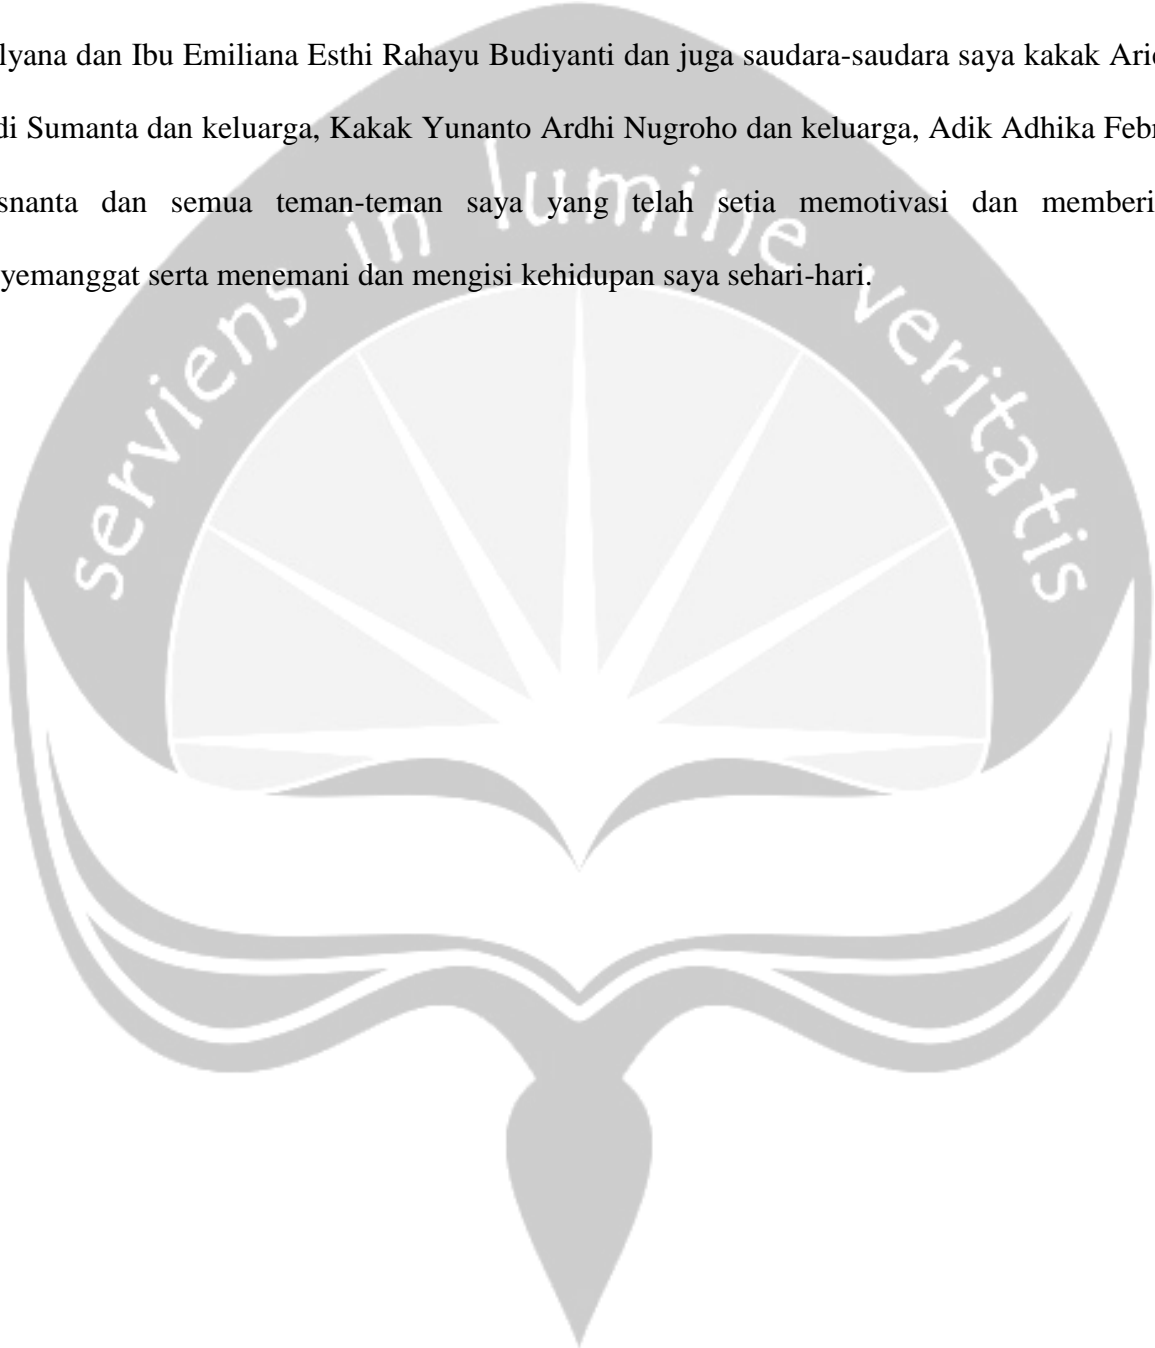 lyana dan Ibu Emiliana Esthi Rahayu Budiyanti dan juga saudara-saudara saya kakak Arie
di Sumanta dan keluarga, Kakak Yunanto Ardhi Nugroho dan keluarga, Adik Adhika Febr
snanta dan semua teman-teman saya yang telah setia memotivasi dan memberi
yemanggat serta menemani dan mengisi kehidupan saya sehari-hari.
serviens in lumine veritatis